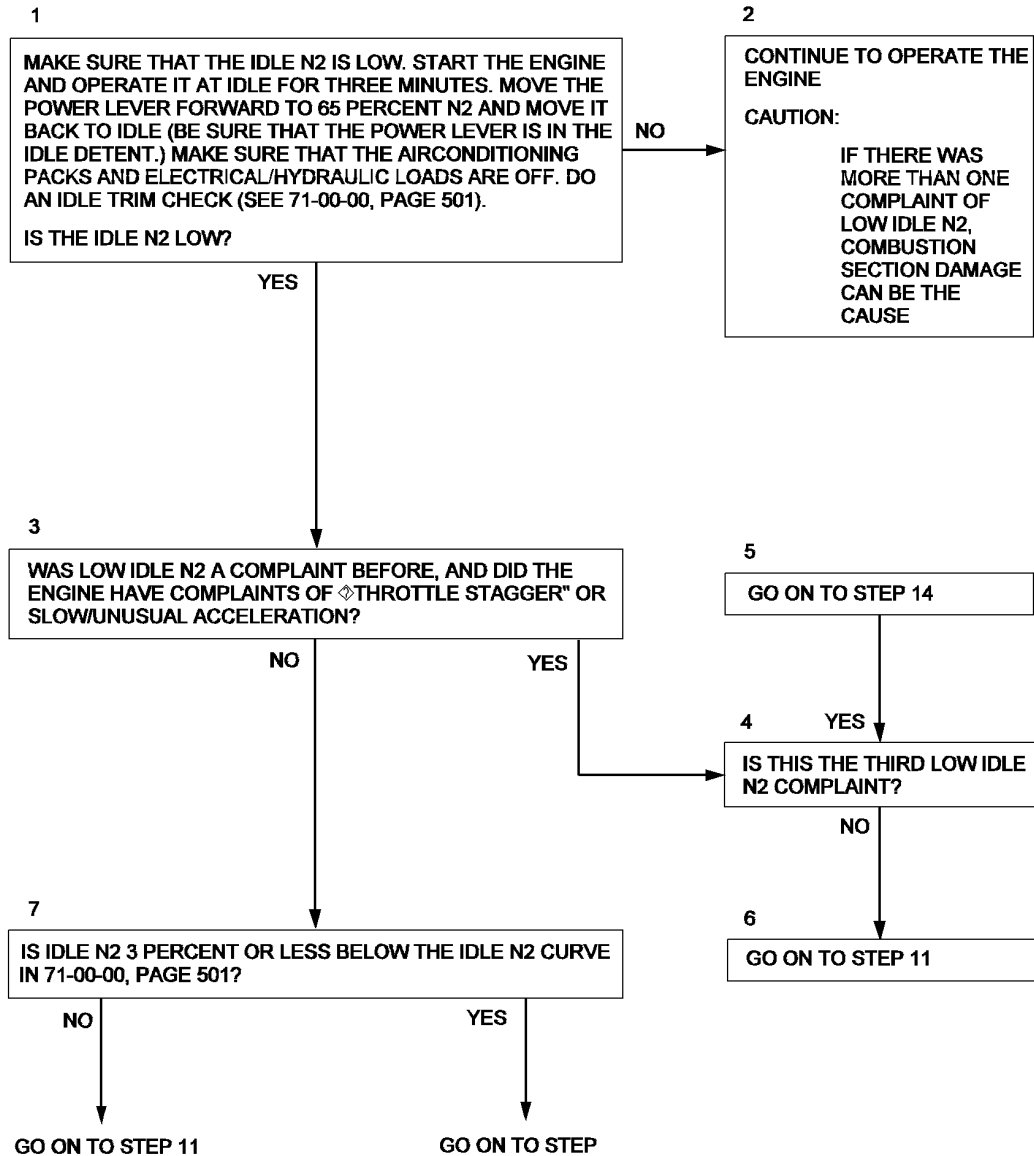 1
MAKE SURE THAT THE IDLE N2 IS LOW. START THE ENGINE
AND OPERATE IT AT IDLE FOR THREE MINUTES. MOVE THE
POWER LEVER FORWARD TO 65 PERCENT N2 AND MOVE IT
BACK TO IDLE (BE SURE THAT THE POWER LEVER IS IN THE
IDLE DETENT.) MAKE SURE THAT THE AIRCONDITIONING
PACKS AND ELECTRICAL/HYDRAULIC LOADS ARE OFF. DO
AN IDLE TRIM CHECK (SEE 71-00-00, PAGE 501).
IS THE IDLE N2 LOW?
NO
YES
2
CONTINUE TO OPERATE THE
ENGINE
CAUTION:
IF THERE WAS
MORE THAN ONE
COMPLAINT OF
LOW IDLE N2,
COMBUSTION
SECTION DAMAGE
CAN BE THE
CAUSE
3
WAS LOW IDLE N2 A COMPLAINT BEFORE, AND DID THE
ENGINE HAVE COMPLAINTS OF �THROTTLE STAGGER" OR
SLOW/UNUSUAL ACCELERATION?
NO
YES
5
GO ON TO STEP 14
4
YES
IS THIS THE THIRD LOW IDLE
N2 COMPLAINT?
NO
6
GO ON TO STEP 11
7
IS IDLE N2 3 PERCENT OR LESS BELOW THE IDLE N2 CURVE
IN 71-00-00, PAGE 501?
NO
YES
GO ON TO STEP 11
GO ON TO STEP